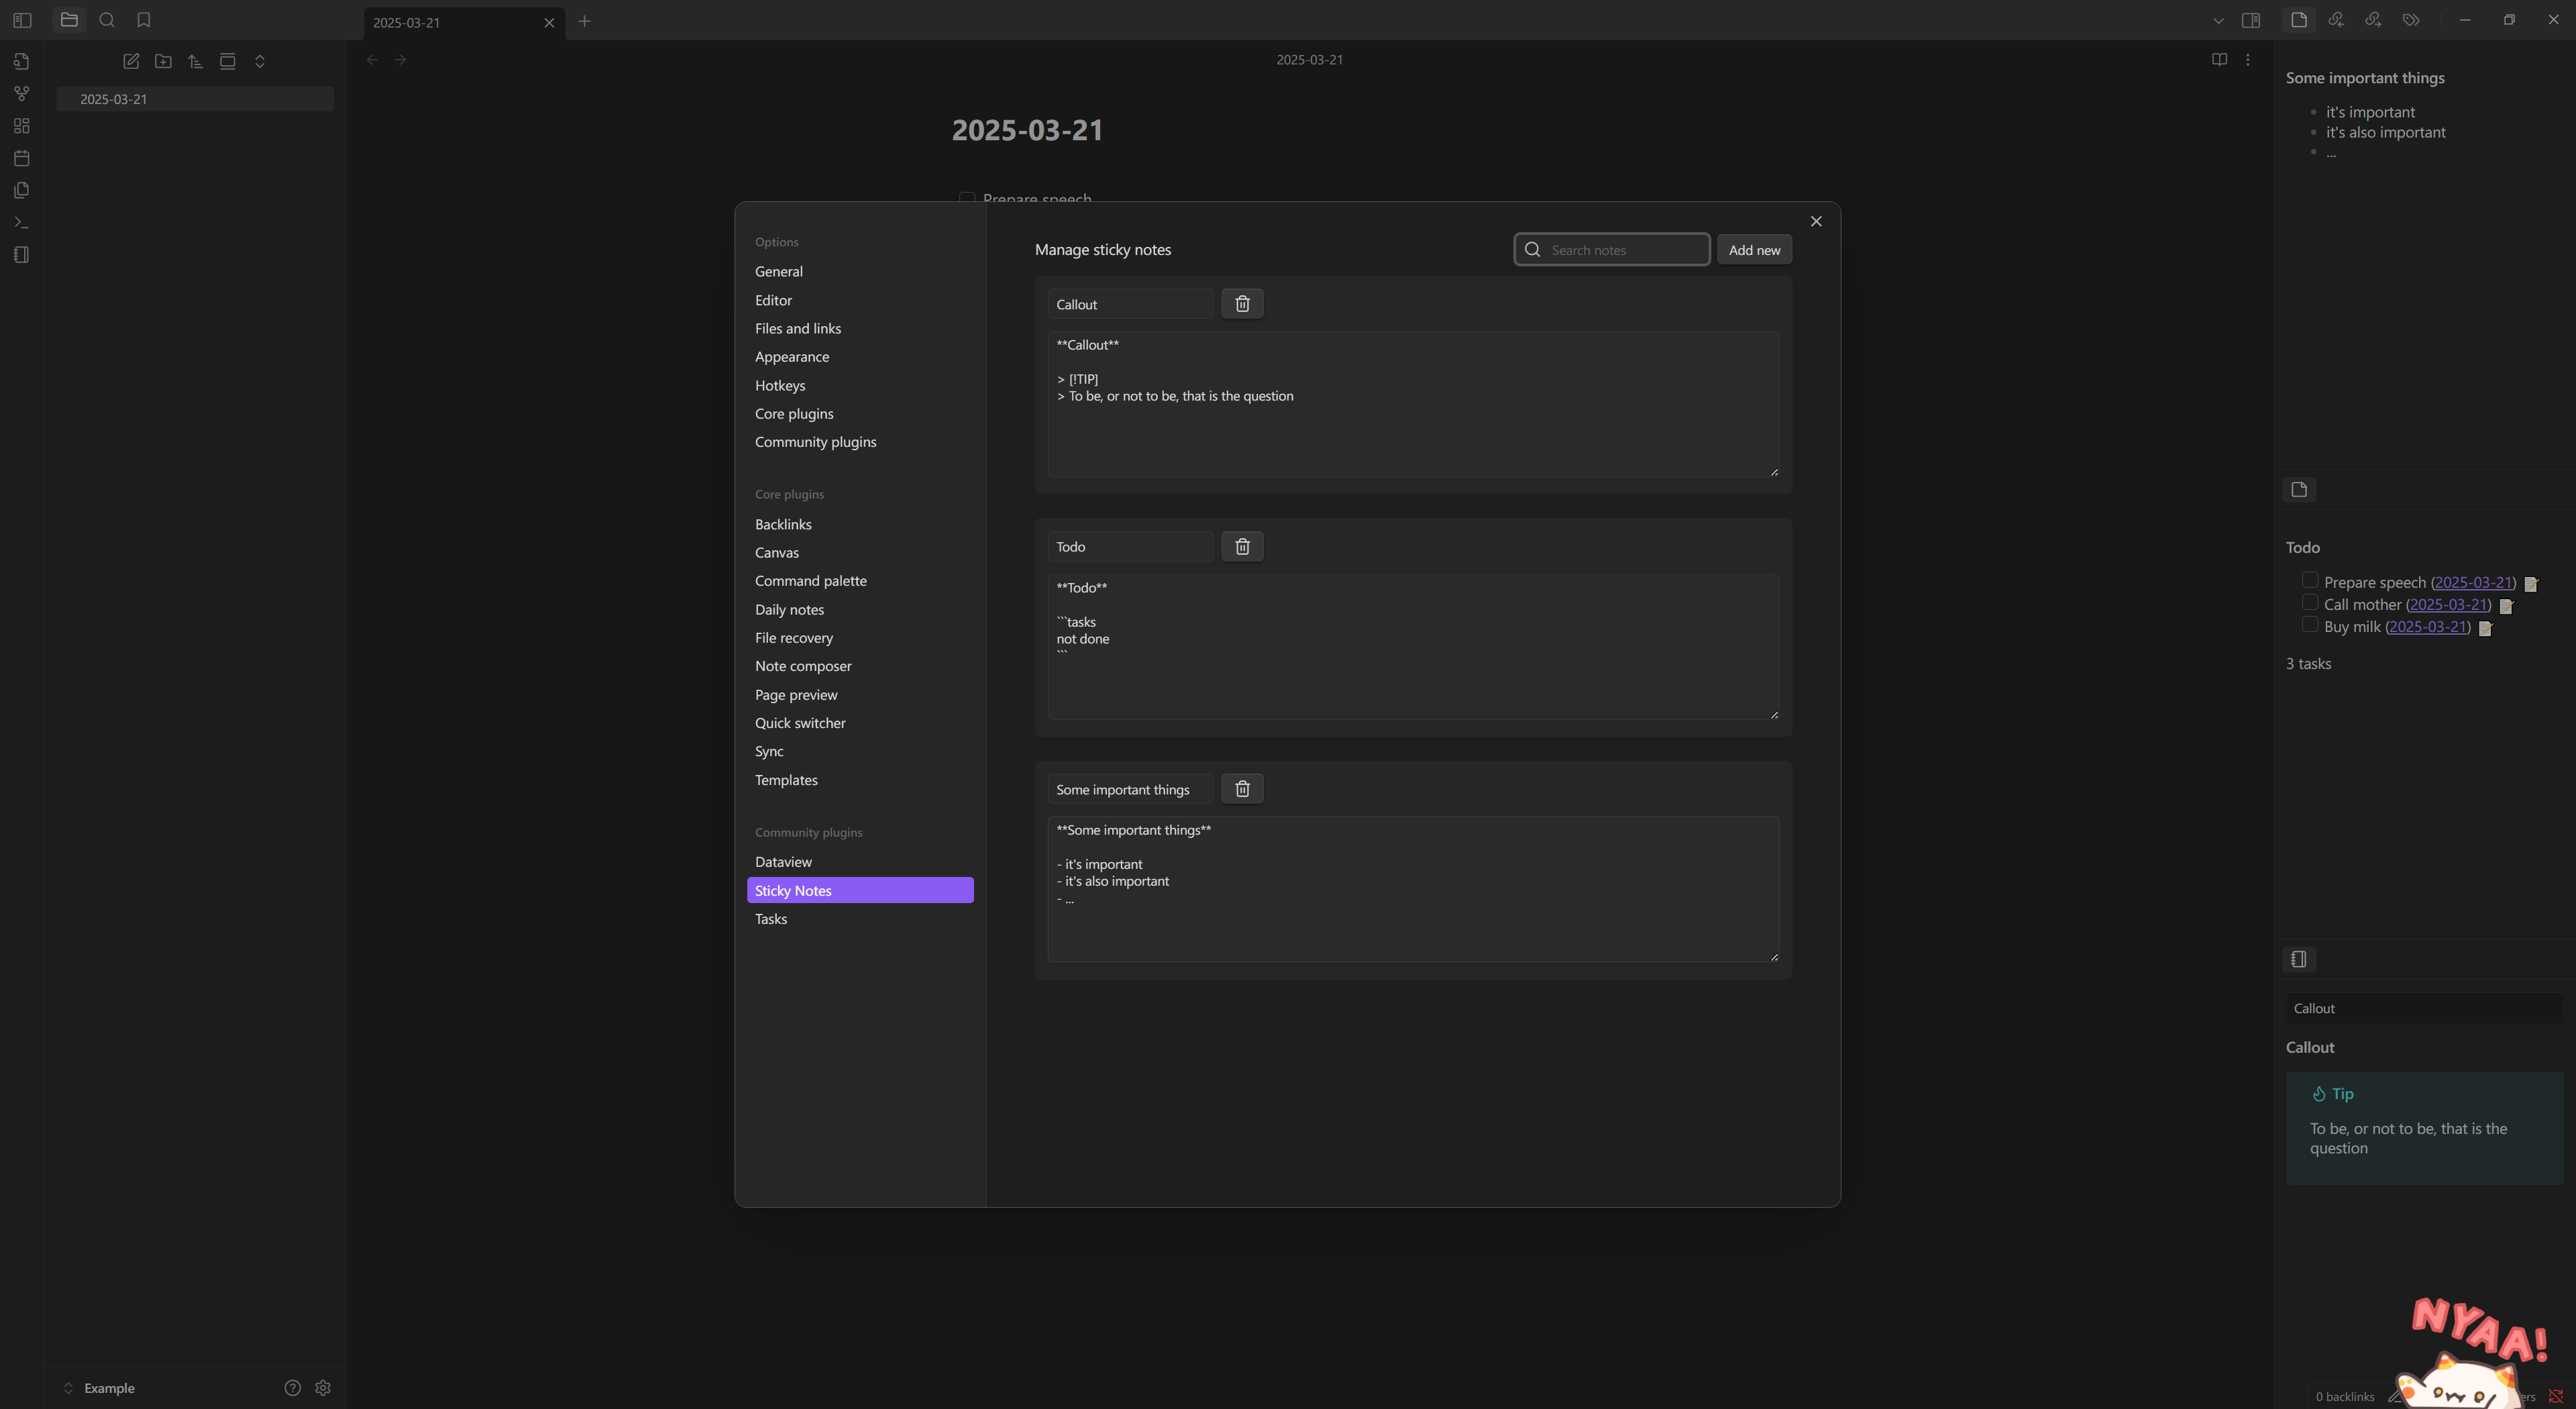 2025-03-21
2025-03-21
2025-03-21
2025-03-21
Prepare speech
Options
General
Editor
Files and links
Appearance
Hotkeys
Core plugins
Community plugins
Core plugins
Backlinks
Canvas
Command palette
Daily notes
File recovery
Note composer
Page preview
Quick switcher
Sync
Templates
Community plugins
Dataview
Sticky Notes
Tasks
Manage sticky notes
Search notes
Add new
Callout
**Callout**
> [!TIP]
> To be, or not to be, that is the question
Todo
**Todo**
```tasks
not done
```
Some important things
**Some important things**
- it's important
- it's also important
- ...
Some important things
it's important
it's also important
...
Todo
Prepare speech (2025-03-21)
Call mother (2025-03-21)
Buy milk (2025-03-21)
3 tasks
Callout
Callout
Tip
To be, or not to be, that is the
question
NYAA!
Example
0 backlinks